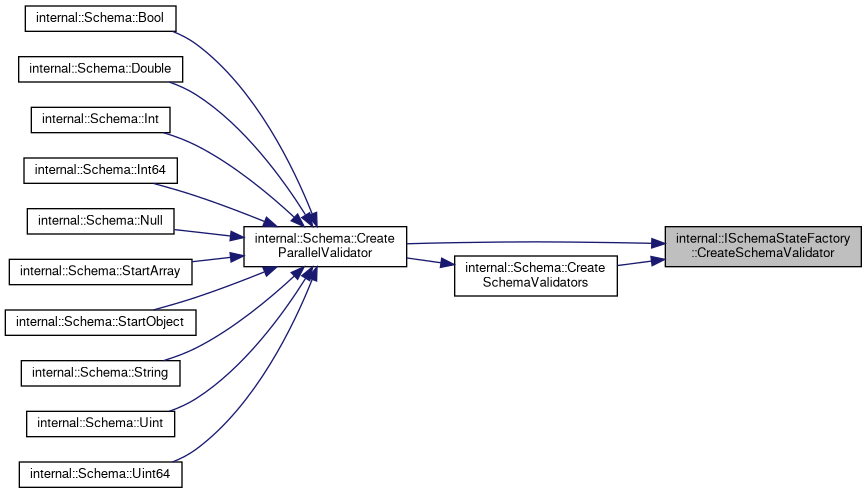 internal::Schema::Bool
internal::Schema::Double
internal::Schema::Int
internal::Schema::Int64
internal::Schema::Null
internal::Schema::StartArray
internal::Schema::StartObject
internal::Schema::String
internal::Schema::Uint
internal::Schema::Uint64
internal::Schema::Create
ParallelValidator
internal::Schema::Create
SchemaValidators
internal::ISchemaStateFactory
::CreateSchemaValidator